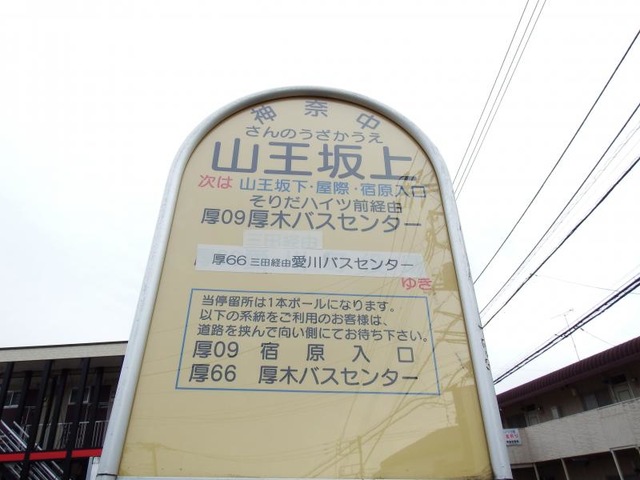 神奈中
さんのうざかうえ
山王坂上
次は 山王坂下・屋際・宿原入口
そりだハイツ前経由
厚09厚木バスセンター
三田経由
厚66 三田経由 愛川バスセンター
ゆき
当停留所は1本ポールになります。
以下の系統をご利用のお客様は、
道路を挟んで向い側にてお待ち下さい。
厚09 宿原入口
厚66 厚木バスセンター